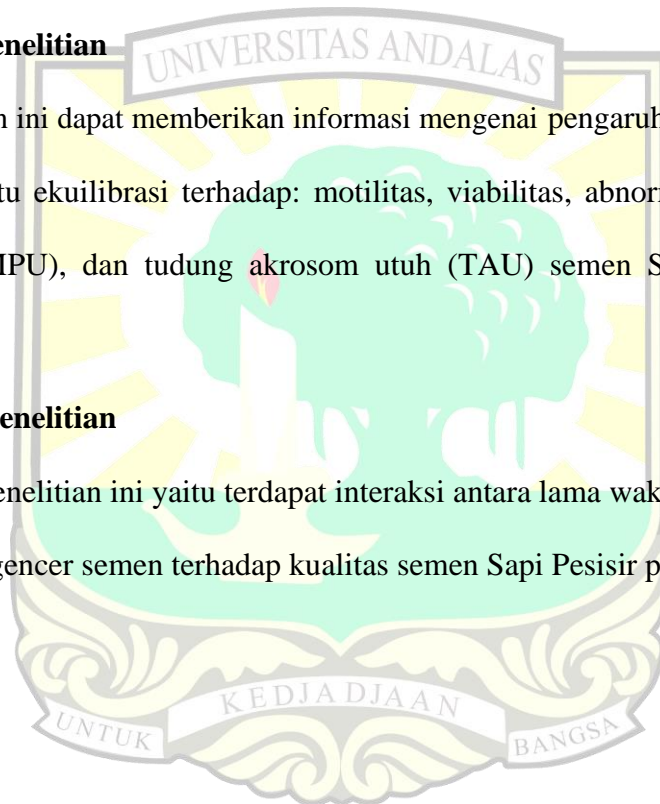 enelitian
UNIVERSITAS ANDALAS
n ini dapat memberikan informasi mengenai pengaruh
tu ekuilibrasi terhadap: motilitas, viabilitas, abnor
MPU), dan tudung akrosom utuh (TAU) semen S
enelitian
enelitian ini yaitu terdapat interaksi antara lama wak
gencer semen terhadap kualitas semen Sapi Pesisir p
UNTUK KEDJADJAAN BANGSA